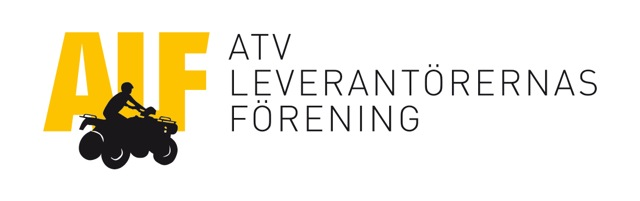 ALF
ATV
LEVERANTÖRERNAS
FÖRENING